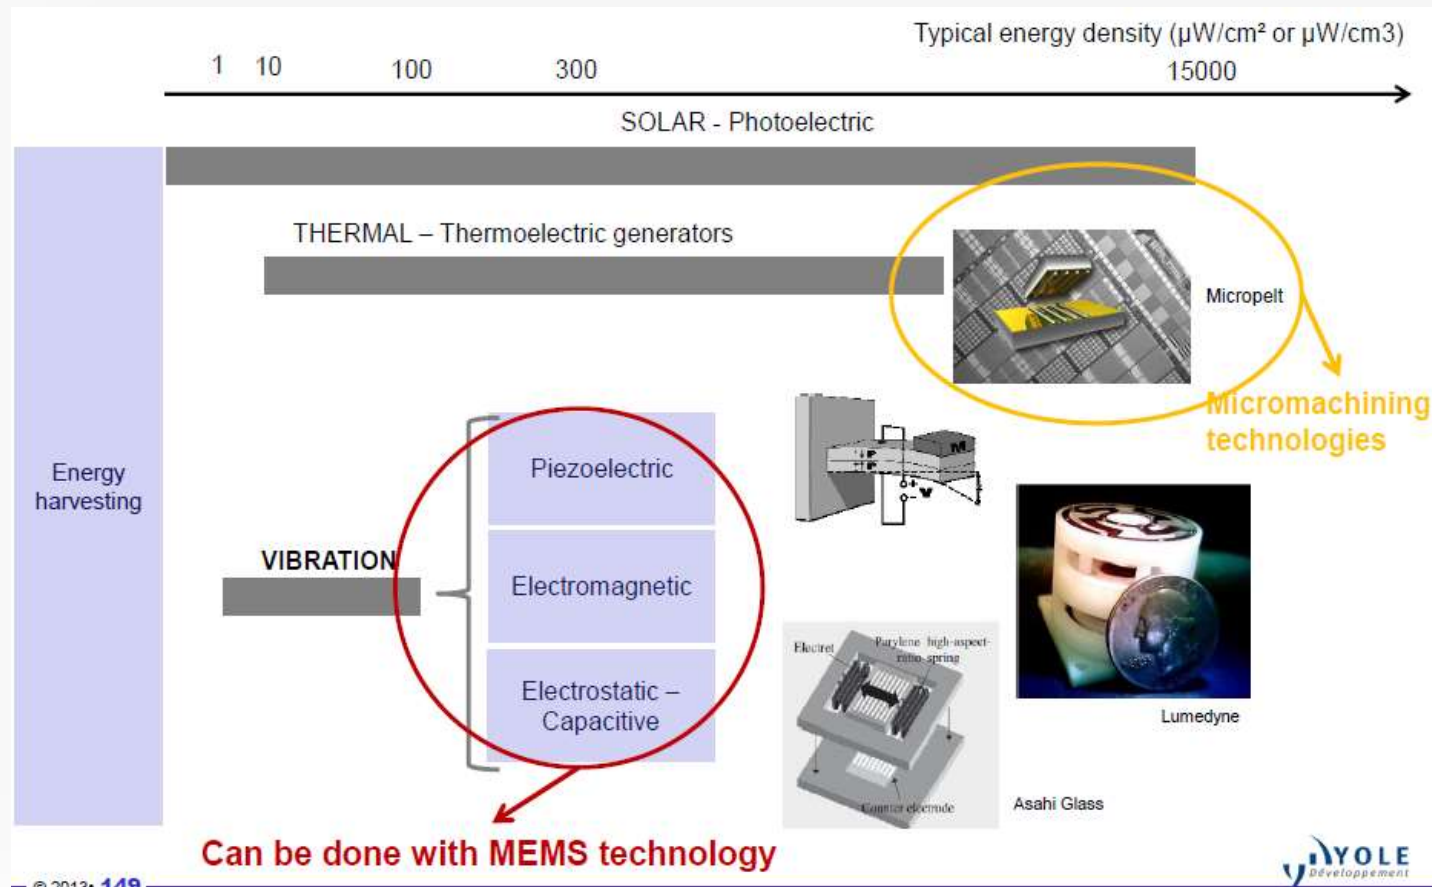 Typical energy density (µW/cm² or µW/cm3)
1 10 100 300 15000
SOLAR - Photoelectric
THERMAL – Thermoelectric generators
Micropelt
Micromachining
technologies
Energy
harvesting
VIBRATION
Piezoelectric
Electromagnetic
Electrostatic –
Capacitive
M
P
P
+
V
-
Electret
Parylene high-aspect-
ratio spring
Counter electrode
Lumedyne
Asahi Glass
Can be done with MEMS technology
© 2013• 149
YOLE
Développement